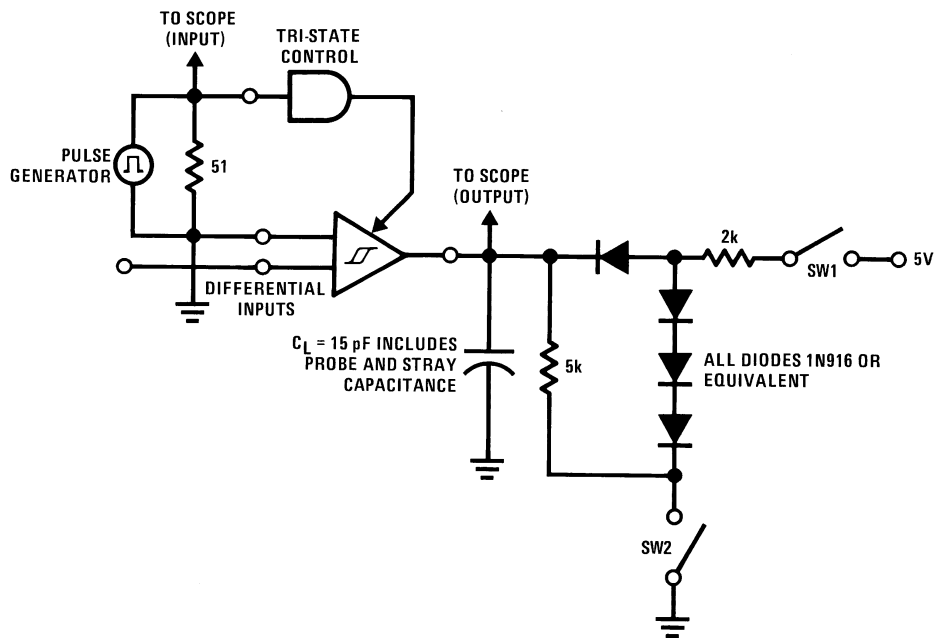 TO SCOPE
(INPUT)
TRI-STATE
CONTROL
PULSE
GENERATOR
51
TO SCOPE
(OUTPUT)
2k
SW1
5V
DIFFERENTIAL
INPUTS
CL = 15 pF INCLUDES
PROBE AND STRAY
CAPACITANCE
5k
ALL DIODES 1N916 OR
EQUIVALENT
SW2